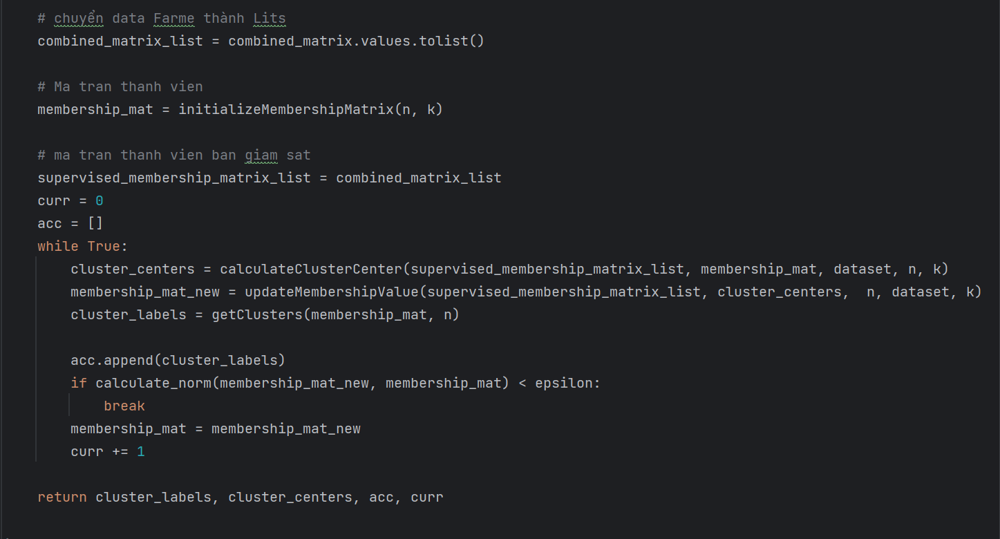 # chuyển data Farme thành Lits
combined_matrix_list = combined_matrix.values.tolist()
# Ma tran thanh vien
membership_mat = initializeMembershipMatrix(n, k)
# ma tran thanh vien ban giam sat
supervised_membership_matrix_list = combined_matrix_list
curr = 0
acc = []
while True:
    cluster_centers = calculateClusterCenter(supervised_membership_matrix_list, membership_mat, dataset, n, k)
    membership_mat_new = updateMembershipValue(supervised_membership_matrix_list, cluster_centers,  n, dataset, k)
    cluster_labels = getClusters(membership_mat, n)
    acc.append(cluster_labels)
    if calculate_norm(membership_mat_new, membership_mat) < epsilon:
        break
    membership_mat = membership_mat_new
    curr += 1
return cluster_labels, cluster_centers, acc, curr